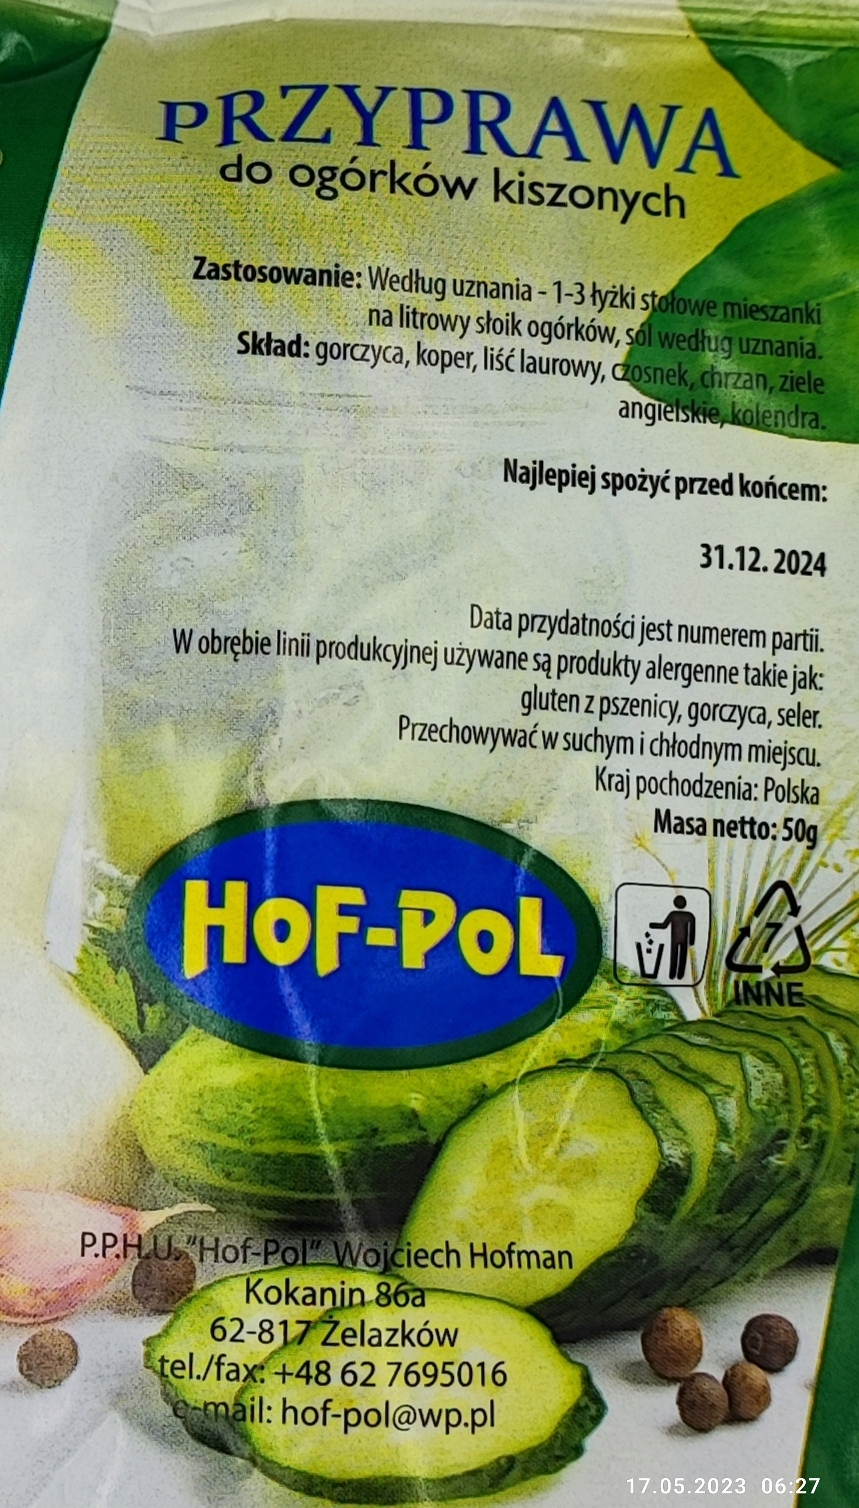 PRZYPRAWA
do ogórków kiszonych
Zastosowanie: Według uznania - 1-3 łyżki stołowe mieszanki
na litrowy słoik ogórków, sól według uznania.
Skład: gorczyca, koper, liść laurowy, czosnek, chrzan, ziele
angielskie, kolendra.
Najlepiej spożyć przed końcem:
31.12. 2024
Data przydatności jest numerem partii.
W obrębie linii produkcyjnej używane są produkty alergenne takie jak:
gluten z pszenicy, gorczyca, seler.
Przechowywać w suchym i chłodnym miejscu.
Kraj pochodzenia: Polska
Masa netto: 50g
HOF-POL
7
INNE
P.P.H.U. "Hof-Pol" Wojciech Hofman
Kokanin 86a
62-817 Żelazków
tel./fax: +48 62 7695016
e-mail: hof-pol@wp.pl
17.05.2023 06:27